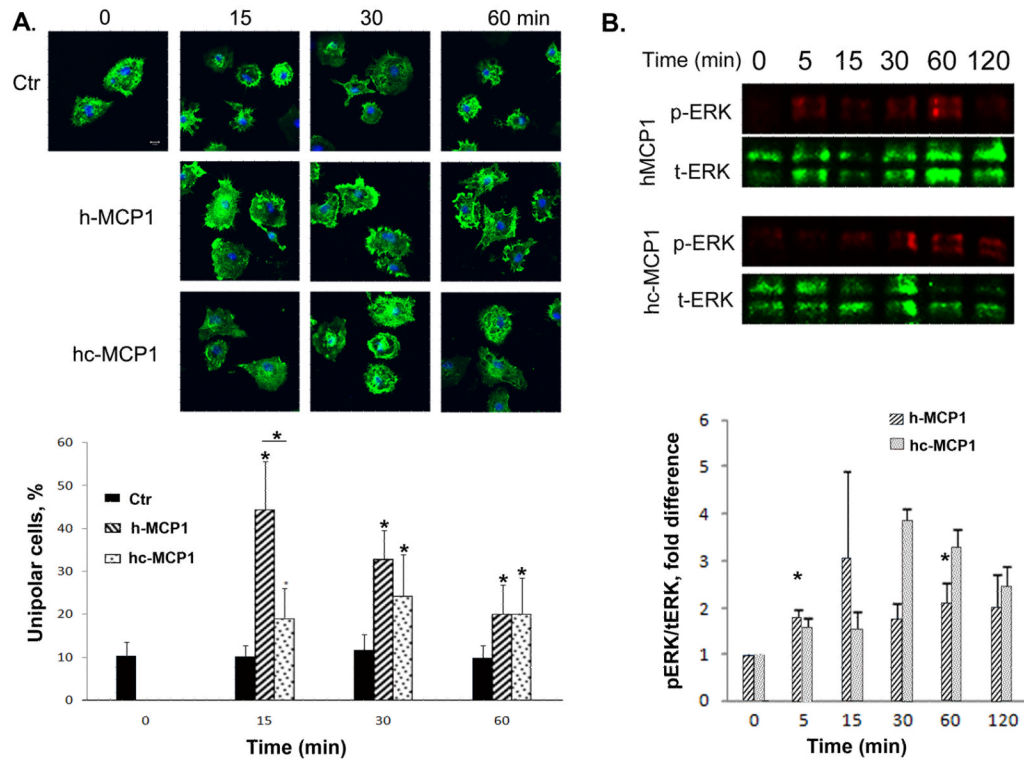 A.
0 15 30 60 min
Ctr
h-MCP1
hc-MCP1
60
50
40
30
20
10
0
Unipolar cells, %
Ctr
h-MCP1
hc-MCP1
*
*
*
*
*
*
*
0 15 30 60
Time (min)
B.
Time (min) 0 5 15 30 60 120
hMCP1
p-ERK
t-ERK
hc-MCP1
p-ERK
t-ERK
6
5
4
3
2
1
0
pERK/tERK, fold difference
h-MCP1
hc-MCP1
*
*
0 5 15 30 60 120
Time (min)